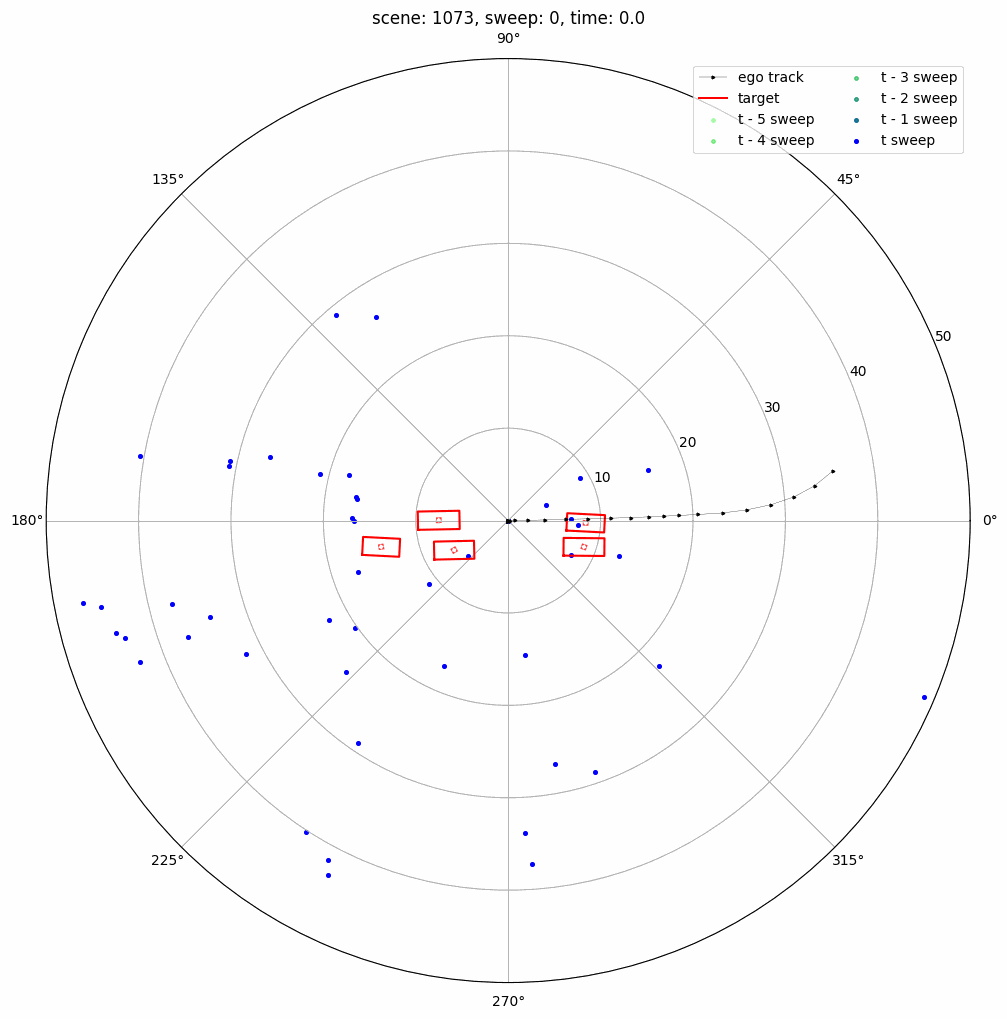 scene: 1073, sweep: 0, time: 0.0
90°
ego track
target
t - 5 sweep
t - 4 sweep
t - 3 sweep
t - 2 sweep
t - 1 sweep
t sweep
135°
45°
50
40
30
20
10
180°
0°
225°
315°
270°